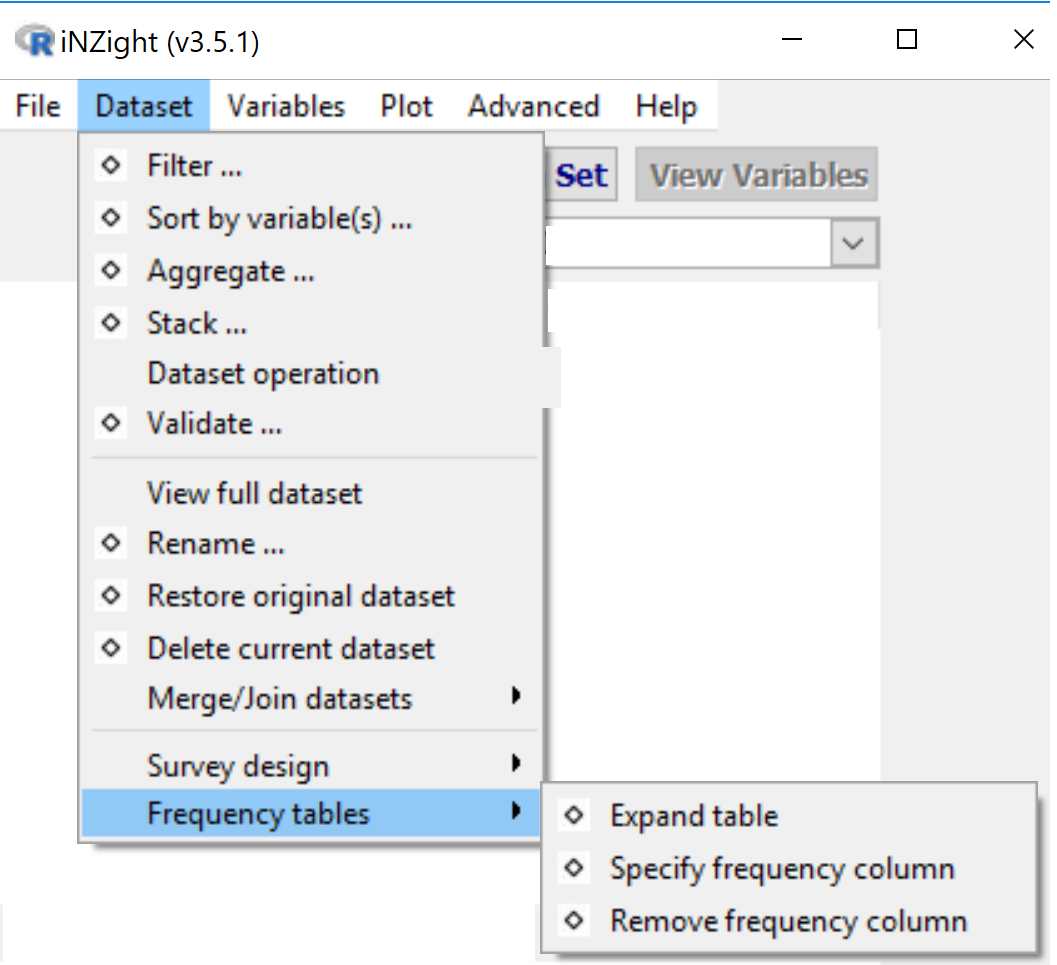 iNZight (v3.5.1)
File Dataset Variables Plot Advanced Help
Filter ...
Set View Variables
Sort by variable(s) ...
Aggregate ...
Stack ...
Dataset operation
Validate ...
View full dataset
Rename ...
Restore original dataset
Delete current dataset
Merge/Join datasets
Survey design
Frequency tables
Expand table
Specify frequency column
Remove frequency column